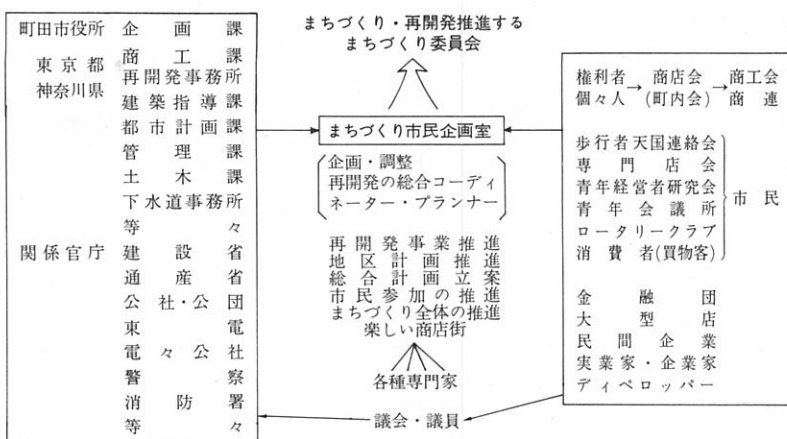 町田市役所 企画課
東京都 商工課
神奈川県 再開発事務所
建築指導課
都市計画課
管理課
土木課
下水道事務所
等々
関係官庁 建設省
通産省
公社・公団
東電
電々公社
警察
消防署
等々
まちづくり・再開発推進する
まちづくり委員会
まちづくり市民企画室
企画・調整
再開発の総合コーディ
ネーター・プランナー
再開発事業推進
地区計画推進
総合計画立案
市民参加の推進
まちづくり全体の推進
楽しい商店街
各種専門家
議会・議員
権利者→商店会→商工会
個々人 (町内会) 商連
歩行者天国連絡会
専門店会
青年経営者研究会
青年会議所
ロータリークラブ
消費者(買物客)
市民
金融団
大型店
民間企業
実業家・企業家
ディベロッパー